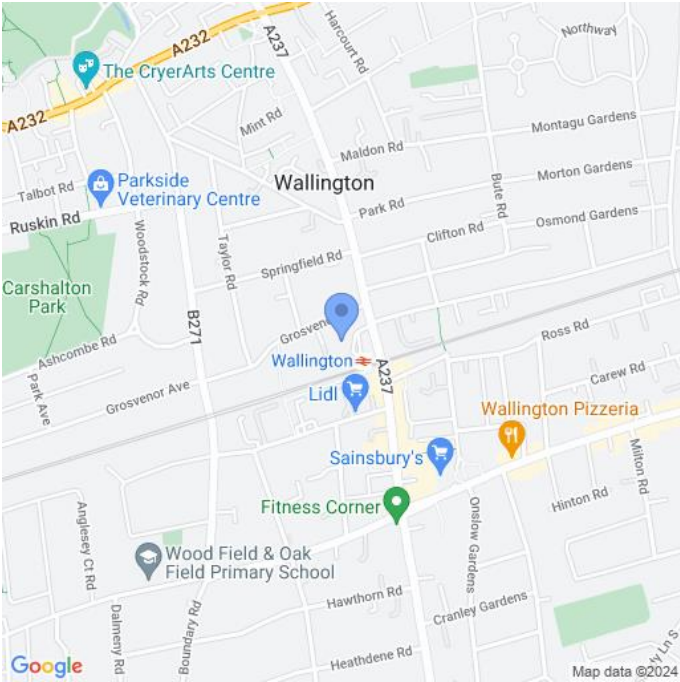 A232
A237
Harcourt Rd
Northway
The CryerArts Centre
A232
Mint Rd
Montagu Gardens
Maldon Rd
Talbot Rd
Parkside
Veterinary Centre
Wallington
Morton Gardens
Bute Rd
Park Rd
Ruskin Rd
Osmond Gardens
Woodstock Rd
Taylor Rd
Clifton Rd
Springfield Rd
Carshalton
Park
B271
Grosvenor
Ross Rd
Ashcombe Rd
Wallington
A237
Park Ave
Grosvenor Ave
Lidl
Carew Rd
Wallington Pizzeria
Sainsbury's
Milton Rd
Fitness Corner
Hinton Rd
Anglesey Ct Rd
Onslow Gardens
Wood Field & Oak
Field Primary School
Hawthorn Rd
Dalmeny Rd
Boundary Rd
Cranley Gardens
Heathdene Rd
Google
Map data ©2024